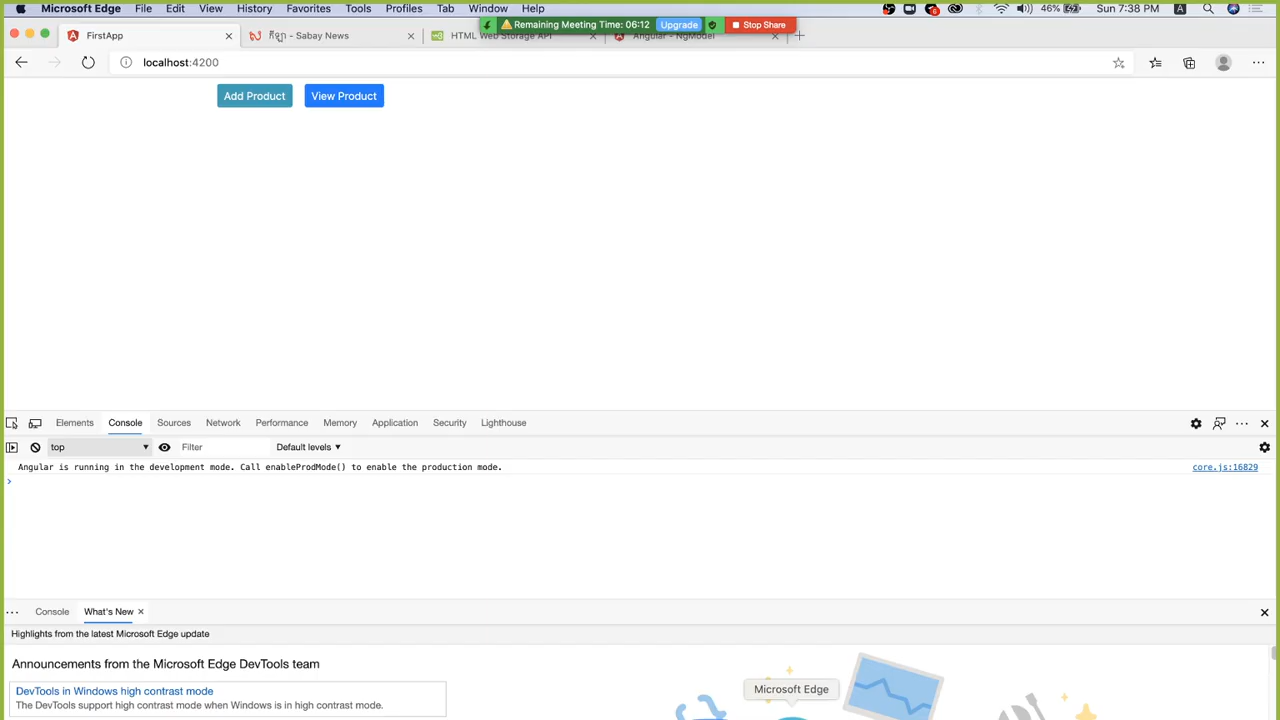 Microsoft Edge File Edit View History Favorites Tools Profiles Tab Window Help 6 46% Sun 7:38 PM A
Remaining Meeting Time: 06:12 Upgrade Stop Share
FirstApp កីឡា - Sabay News HTML Web Storage API Angular - NgModel
localhost:4200
Add Product View Product
Elements Console Sources Network Performance Memory Application Security Lighthouse
top Filter Default levels
Angular is running in the development mode. Call enableProdMode() to enable the production mode. core.js:16829
Console What's New
Highlights from the latest Microsoft Edge update
Announcements from the Microsoft Edge DevTools team
DevTools in Windows high contrast mode
The DevTools support high contrast mode when Windows is in high contrast mode.
Microsoft Edge